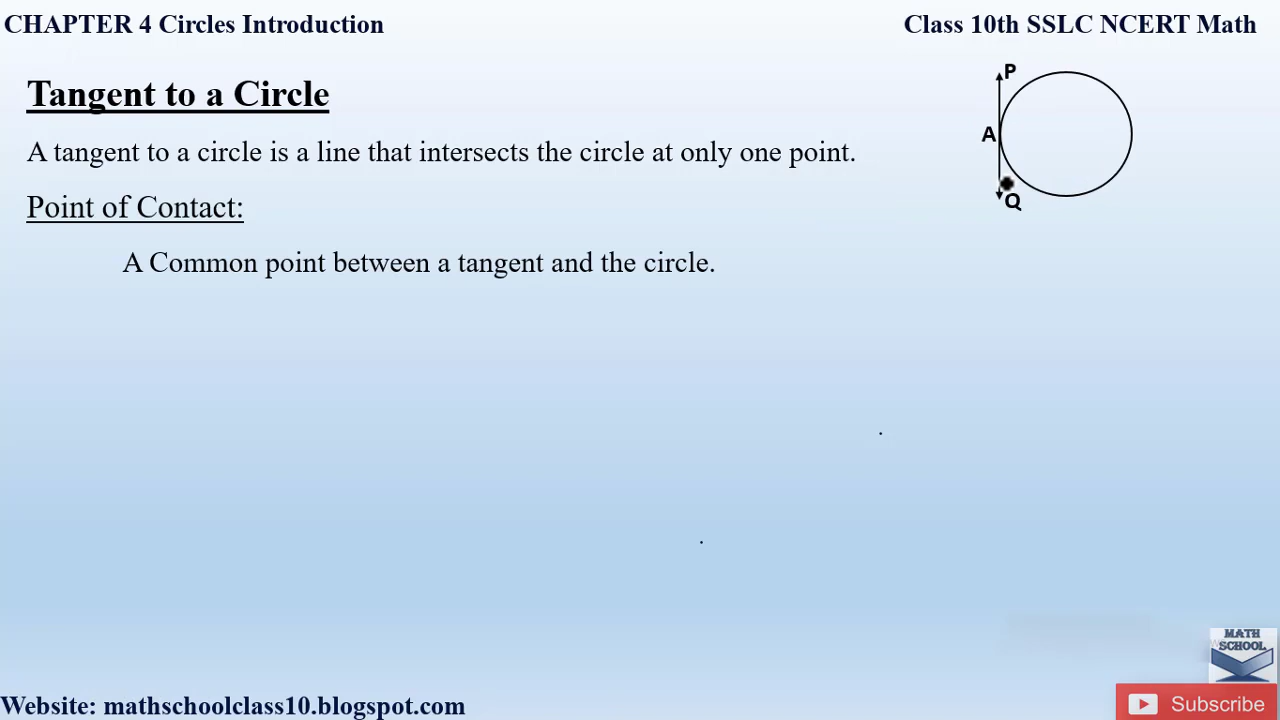 CHAPTER 4 Circles Introduction
Class 10th SSLC NCERT Math
Tangent to a Circle
P
A tangent to a circle is a line that intersects the circle at only one point.
A
Point of Contact:
Q
A Common point between a tangent and the circle.
MATH
SCHOOL
Website: mathschoolclass10.blogspot.com
Subscribe